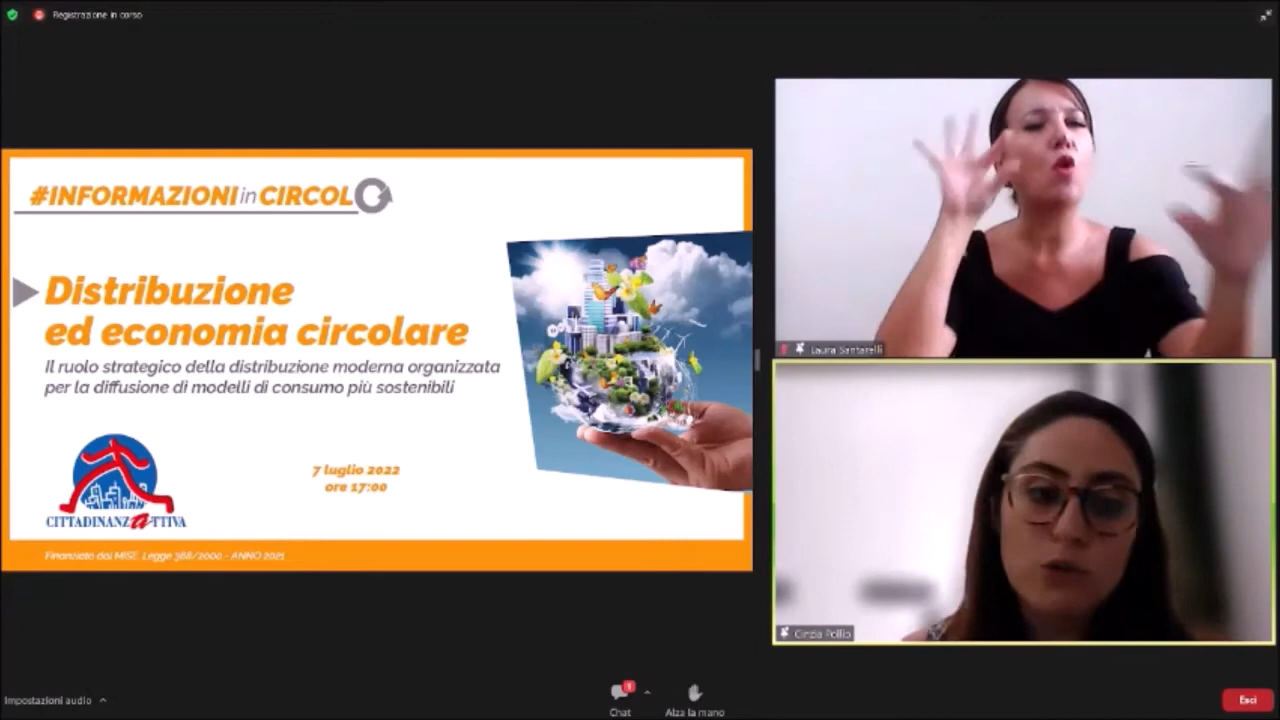 Registrazione in corso
#INFORMAZIONI in CIRCOLO
Distribuzione
ed economia circolare
Il ruolo strategico della distribuzione moderna organizzata
per la diffusione di modelli di consumo più sostenibili
7 luglio 2022
ore 17:00
CITTADINANZATTIVA
Finanziato dal MISE. Legge 388/2000 - ANNO 2021
Laura Santarelli
Cinzia Pollio
Impostazioni audio
1
Chat
Alza la mano
Esci